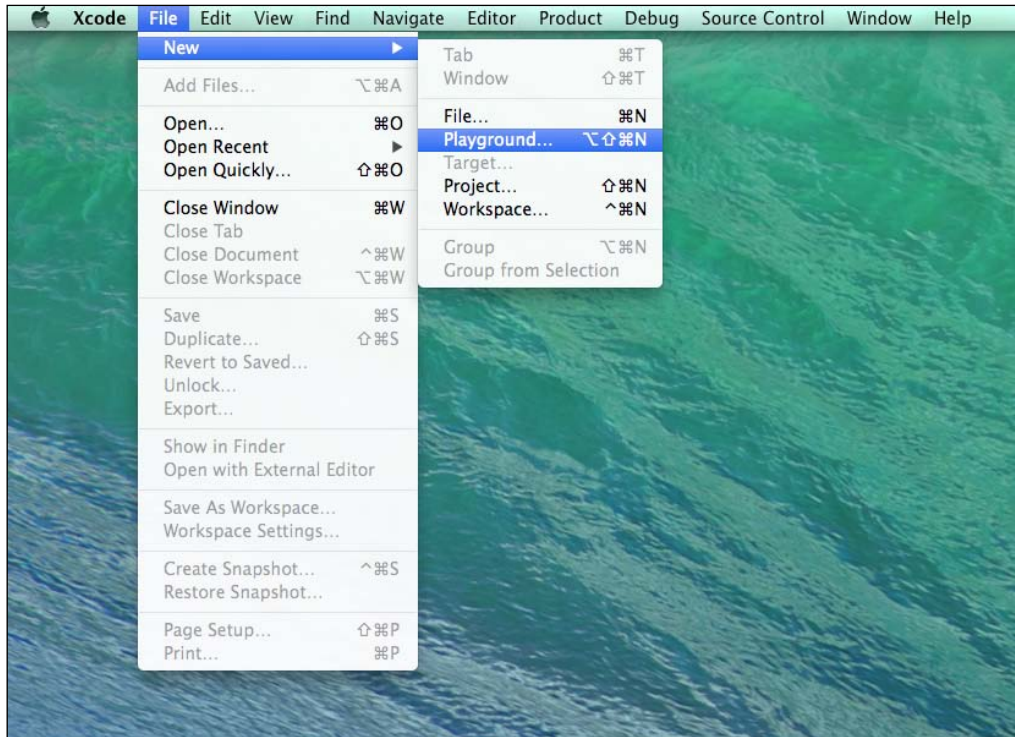 Xcode File Edit View Find Navigate Editor Product Debug Source Control Window Help
New
Add Files... ⌥⌘A
Open... ⌘O
Open Recent
Open Quickly... ⇧⌘O
Close Window ⌘W
Close Tab
Close Document ^⌘W
Close Workspace ⌥⌘W
Save ⌘S
Duplicate... ⇧⌘S
Revert to Saved...
Unlock...
Export...
Show in Finder
Open with External Editor
Save As Workspace...
Workspace Settings...
Create Snapshot... ^⌘S
Restore Snapshot...
Page Setup... ⇧⌘P
Print... ⌘P
Tab ⌘T
Window ⇧⌘T
File... ⌘N
Playground... ⌥⇧⌘N
Target...
Project... ⇧⌘N
Workspace... ^⌘N
Group ⌥⌘N
Group from Selection